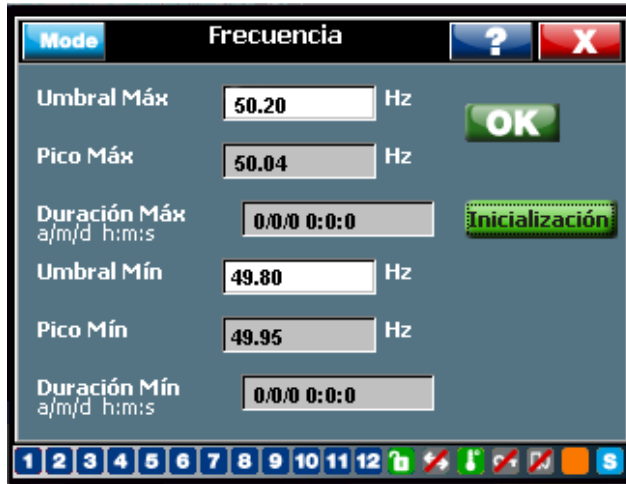 Mode Frecuencia ? X
Umbral Máx 50.20 Hz
OK
Pico Máx 50.04 Hz
Duración Máx 0/0/0 0:0:0 Inicialización
a/m/d h:m:s
Umbral Mín 49.80 Hz
Pico Mín 49.95 Hz
Duración Mín 0/0/0 0:0:0
a/m/d h:m:s
1 2 3 4 5 6 7 8 9 10 11 12 S